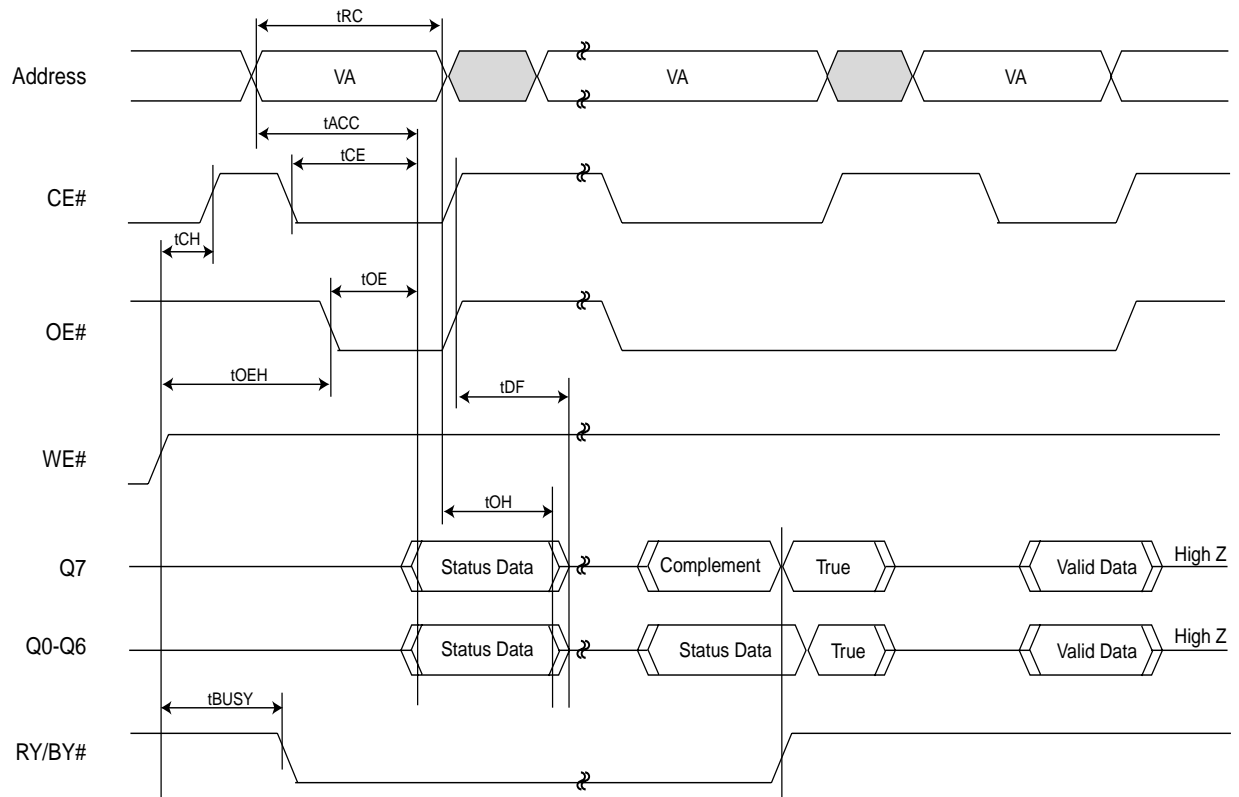 tRC
Address VA VA VA
tACC
tCE
CE#
tCH
tOE
OE#
tOEH
tDF
WE#
tOH
Q7 Status Data Complement True Valid Data High Z
Q0-Q6 Status Data Status Data True Valid Data High Z
tBUSY
RY/BY#